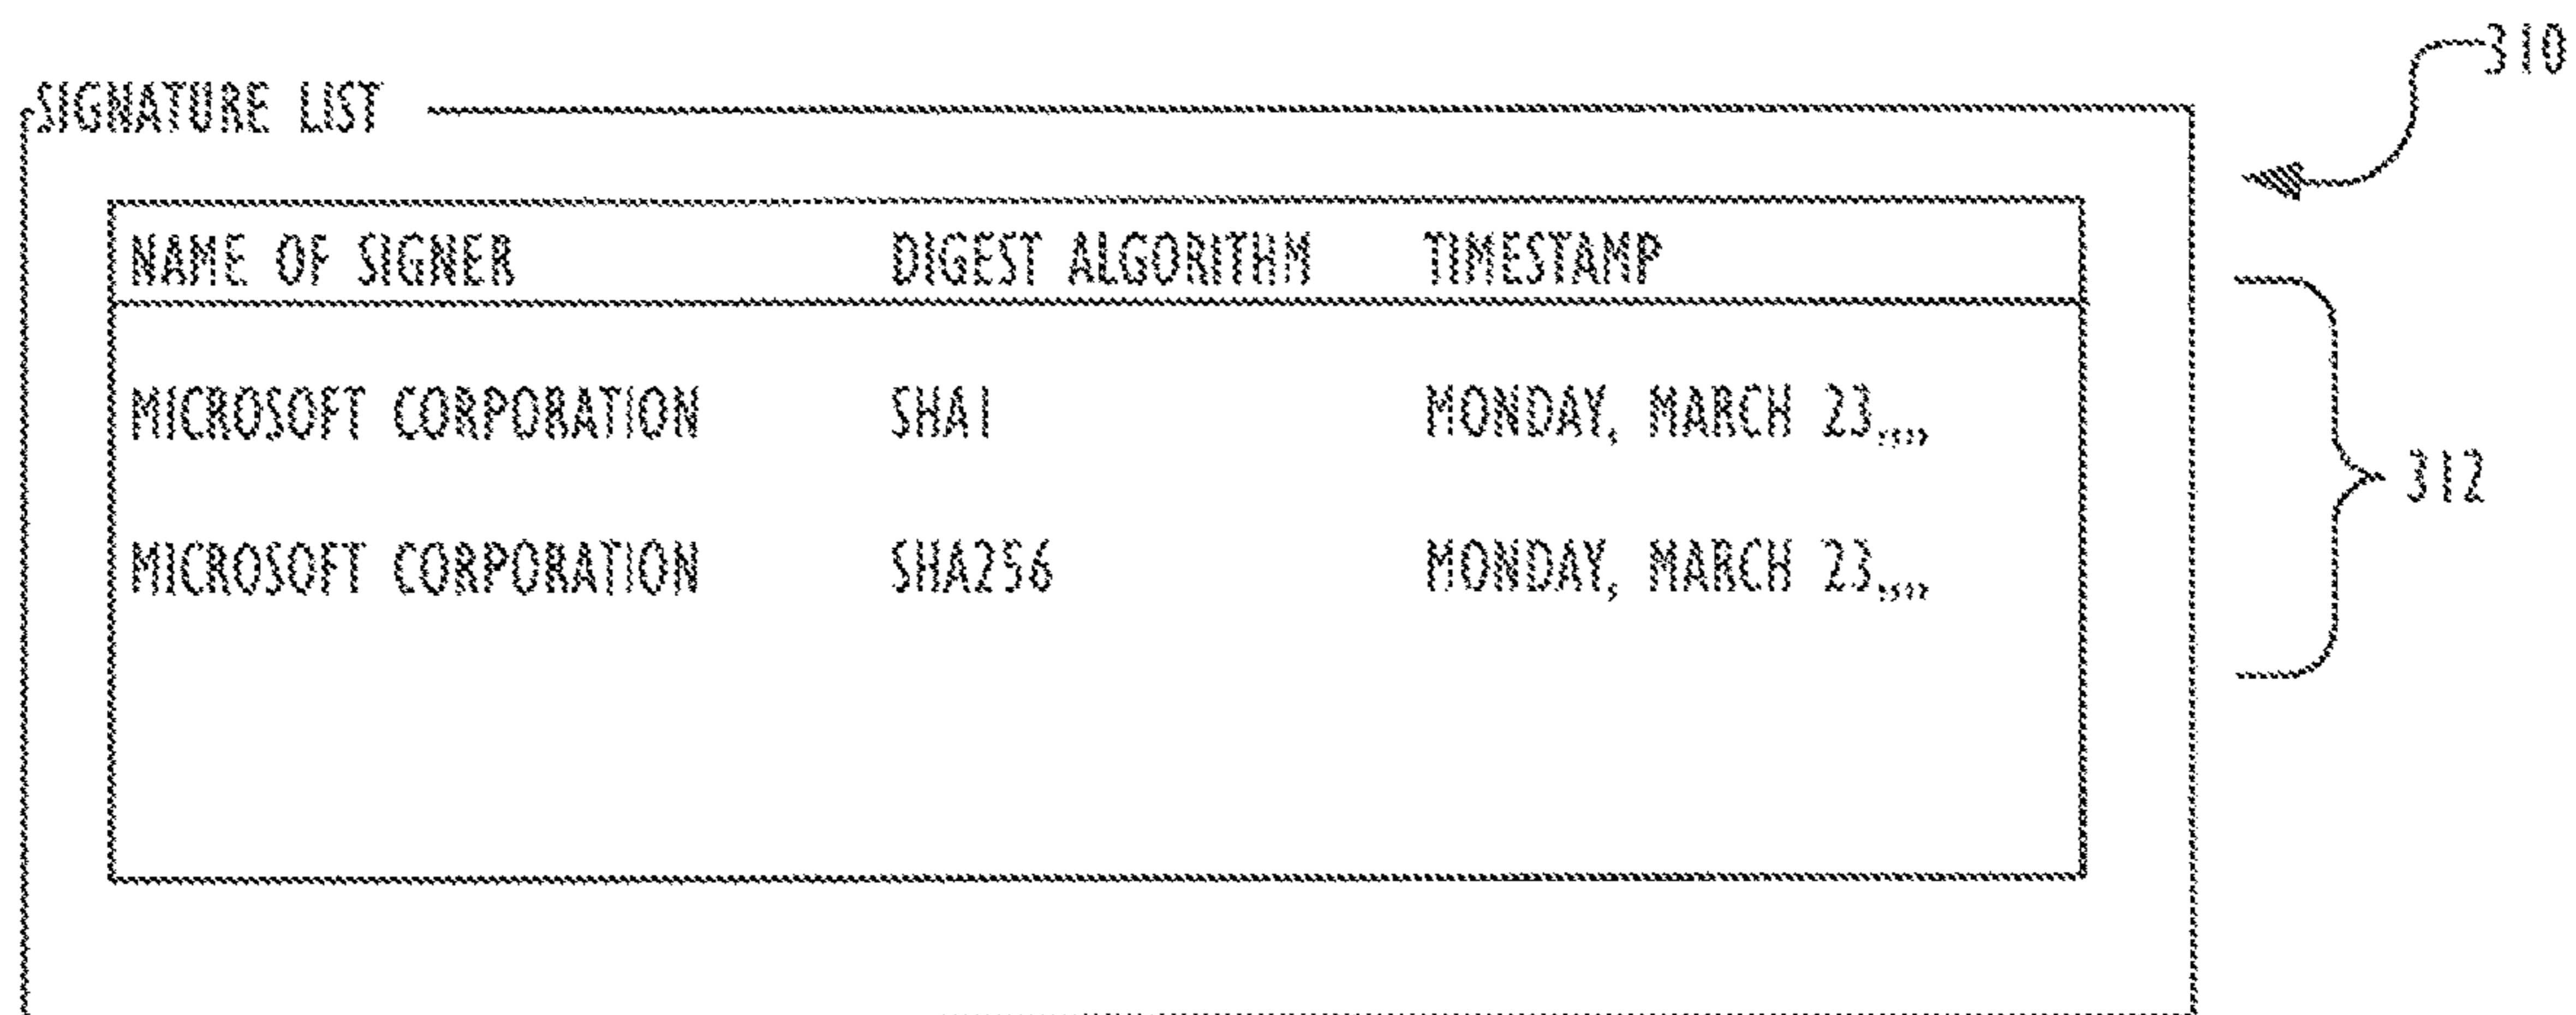 310
SIGNATURE LIST
NAME OF SIGNER DIGEST ALGORITHM TIMESTAMP
MICROSOFT CORPORATION SHA1 MONDAY, MARCH 23,,,,,
312
MICROSOFT CORPORATION SHA256 MONDAY, MARCH 23,,,,,